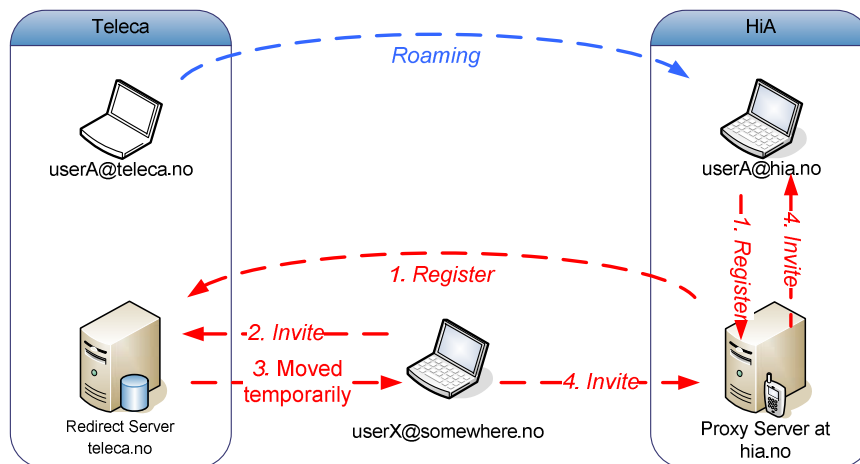 Teleca
HiA
Roaming
userA@teleca.no
userA@hia.no
1. Register
4. Invite
1. Register
2. Invite
3. Moved
temporarily
4. Invite
Redirect Server
teleca.no
userX@somewhere.no
Proxy Server at
hia.no